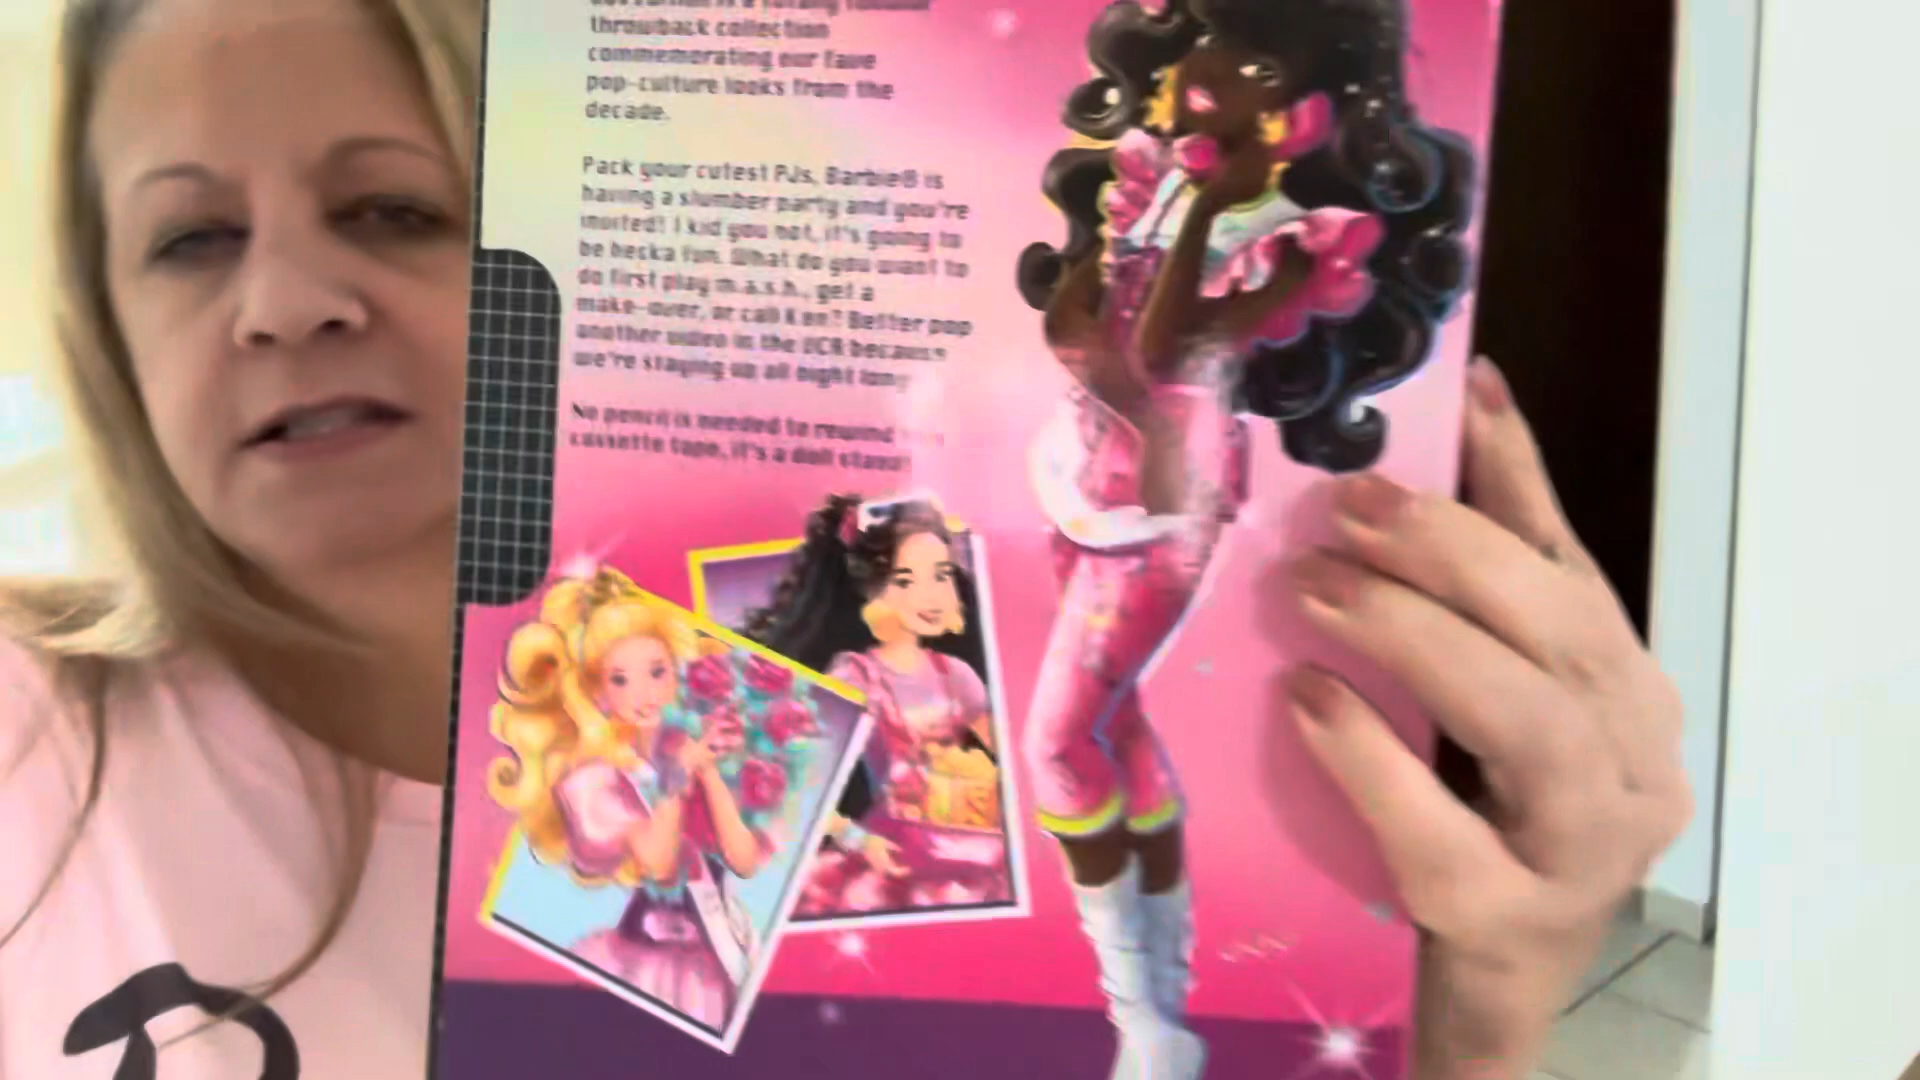 throwback collection
commemorating our fave
pop-culture looks from the
decade.
Pack your cutest PJs, Barbie® is
having a slumber party and you're
invited! I kid you not, it's going to
be hecka fun. What do you want to
do first play m.a.s.h., get a
make-over, or call Ken? Better pop
another video in the VCR because
we're staying up all night long
No pencil is needed to rewind
cassette tape, it's a doll stand